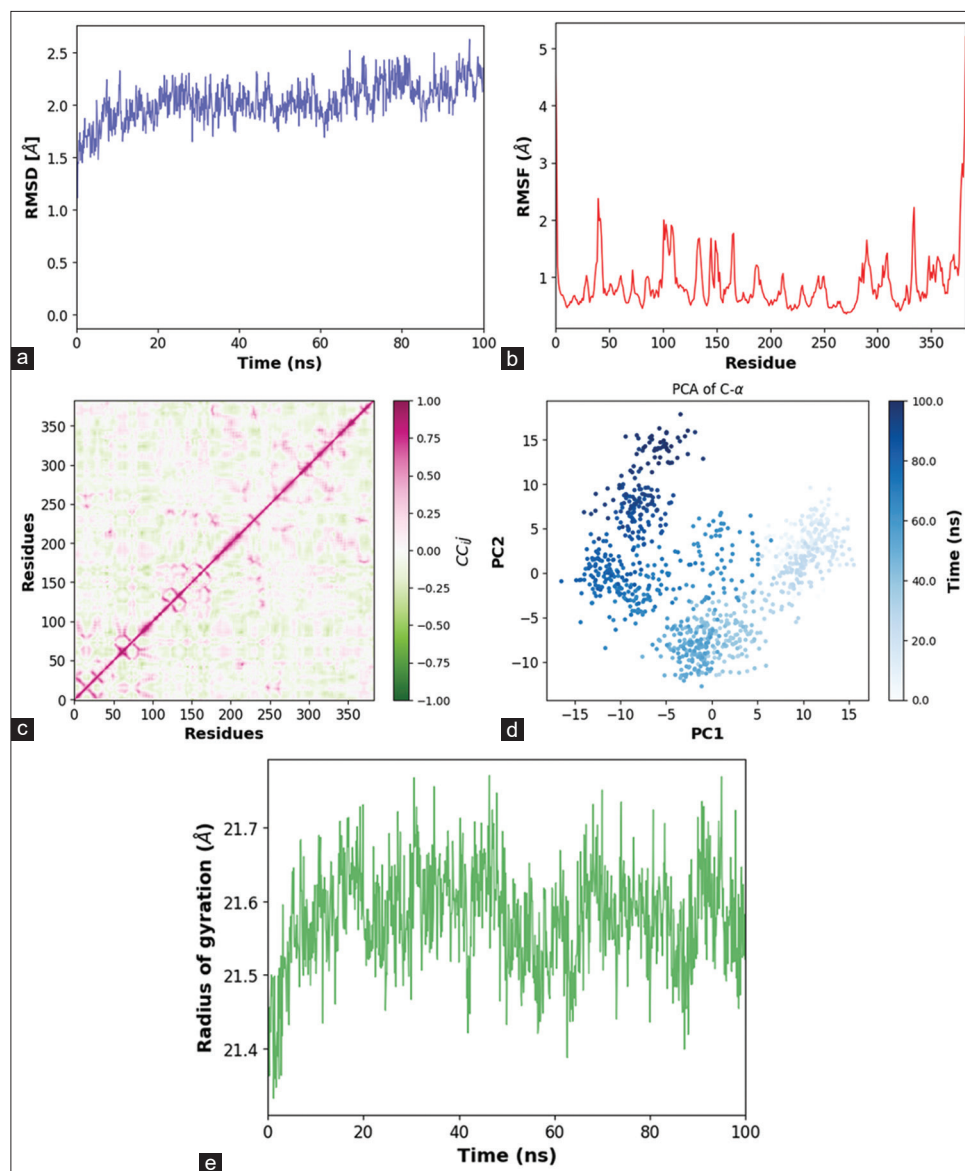 2.5
2.0
1.5
1.0
0.5
0.0
RMSD [Å]
0 20 40 60 80 100
Time (ns)
a
5
4
3
2
1
RMSF (Å)
0 50 100 150 200 250 300 350
Residue
b
350
300
250
200
150
100
50
0
Residues
0 50 100 150 200 250 300 350
Residues
1.00
0.75
0.50
0.25
0.00
−0.25
−0.50
−0.75
−1.00
CCij
c
PCA of C-α
15
10
5
0
−5
−10
PC2
−15 −10 −5 0 5 10 15
PC1
100.0
80.0
60.0
40.0
20.0
0.0
Time (ns)
d
21.7
21.6
21.5
21.4
Radius of gyration (Å)
0 20 40 60 80 100
Time (ns)
e